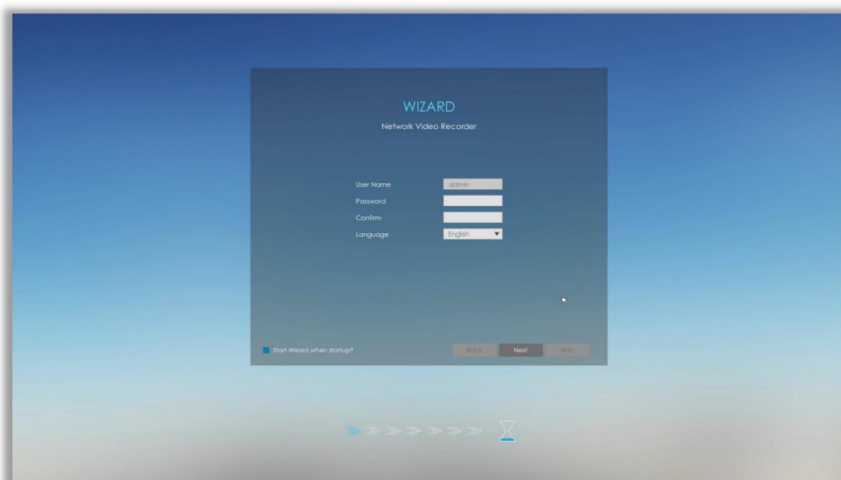 WIZARD
Network Video Recorder
User Name admin
Password
Confirm
Language English
Start Wizard when startup?
Back Next Skip